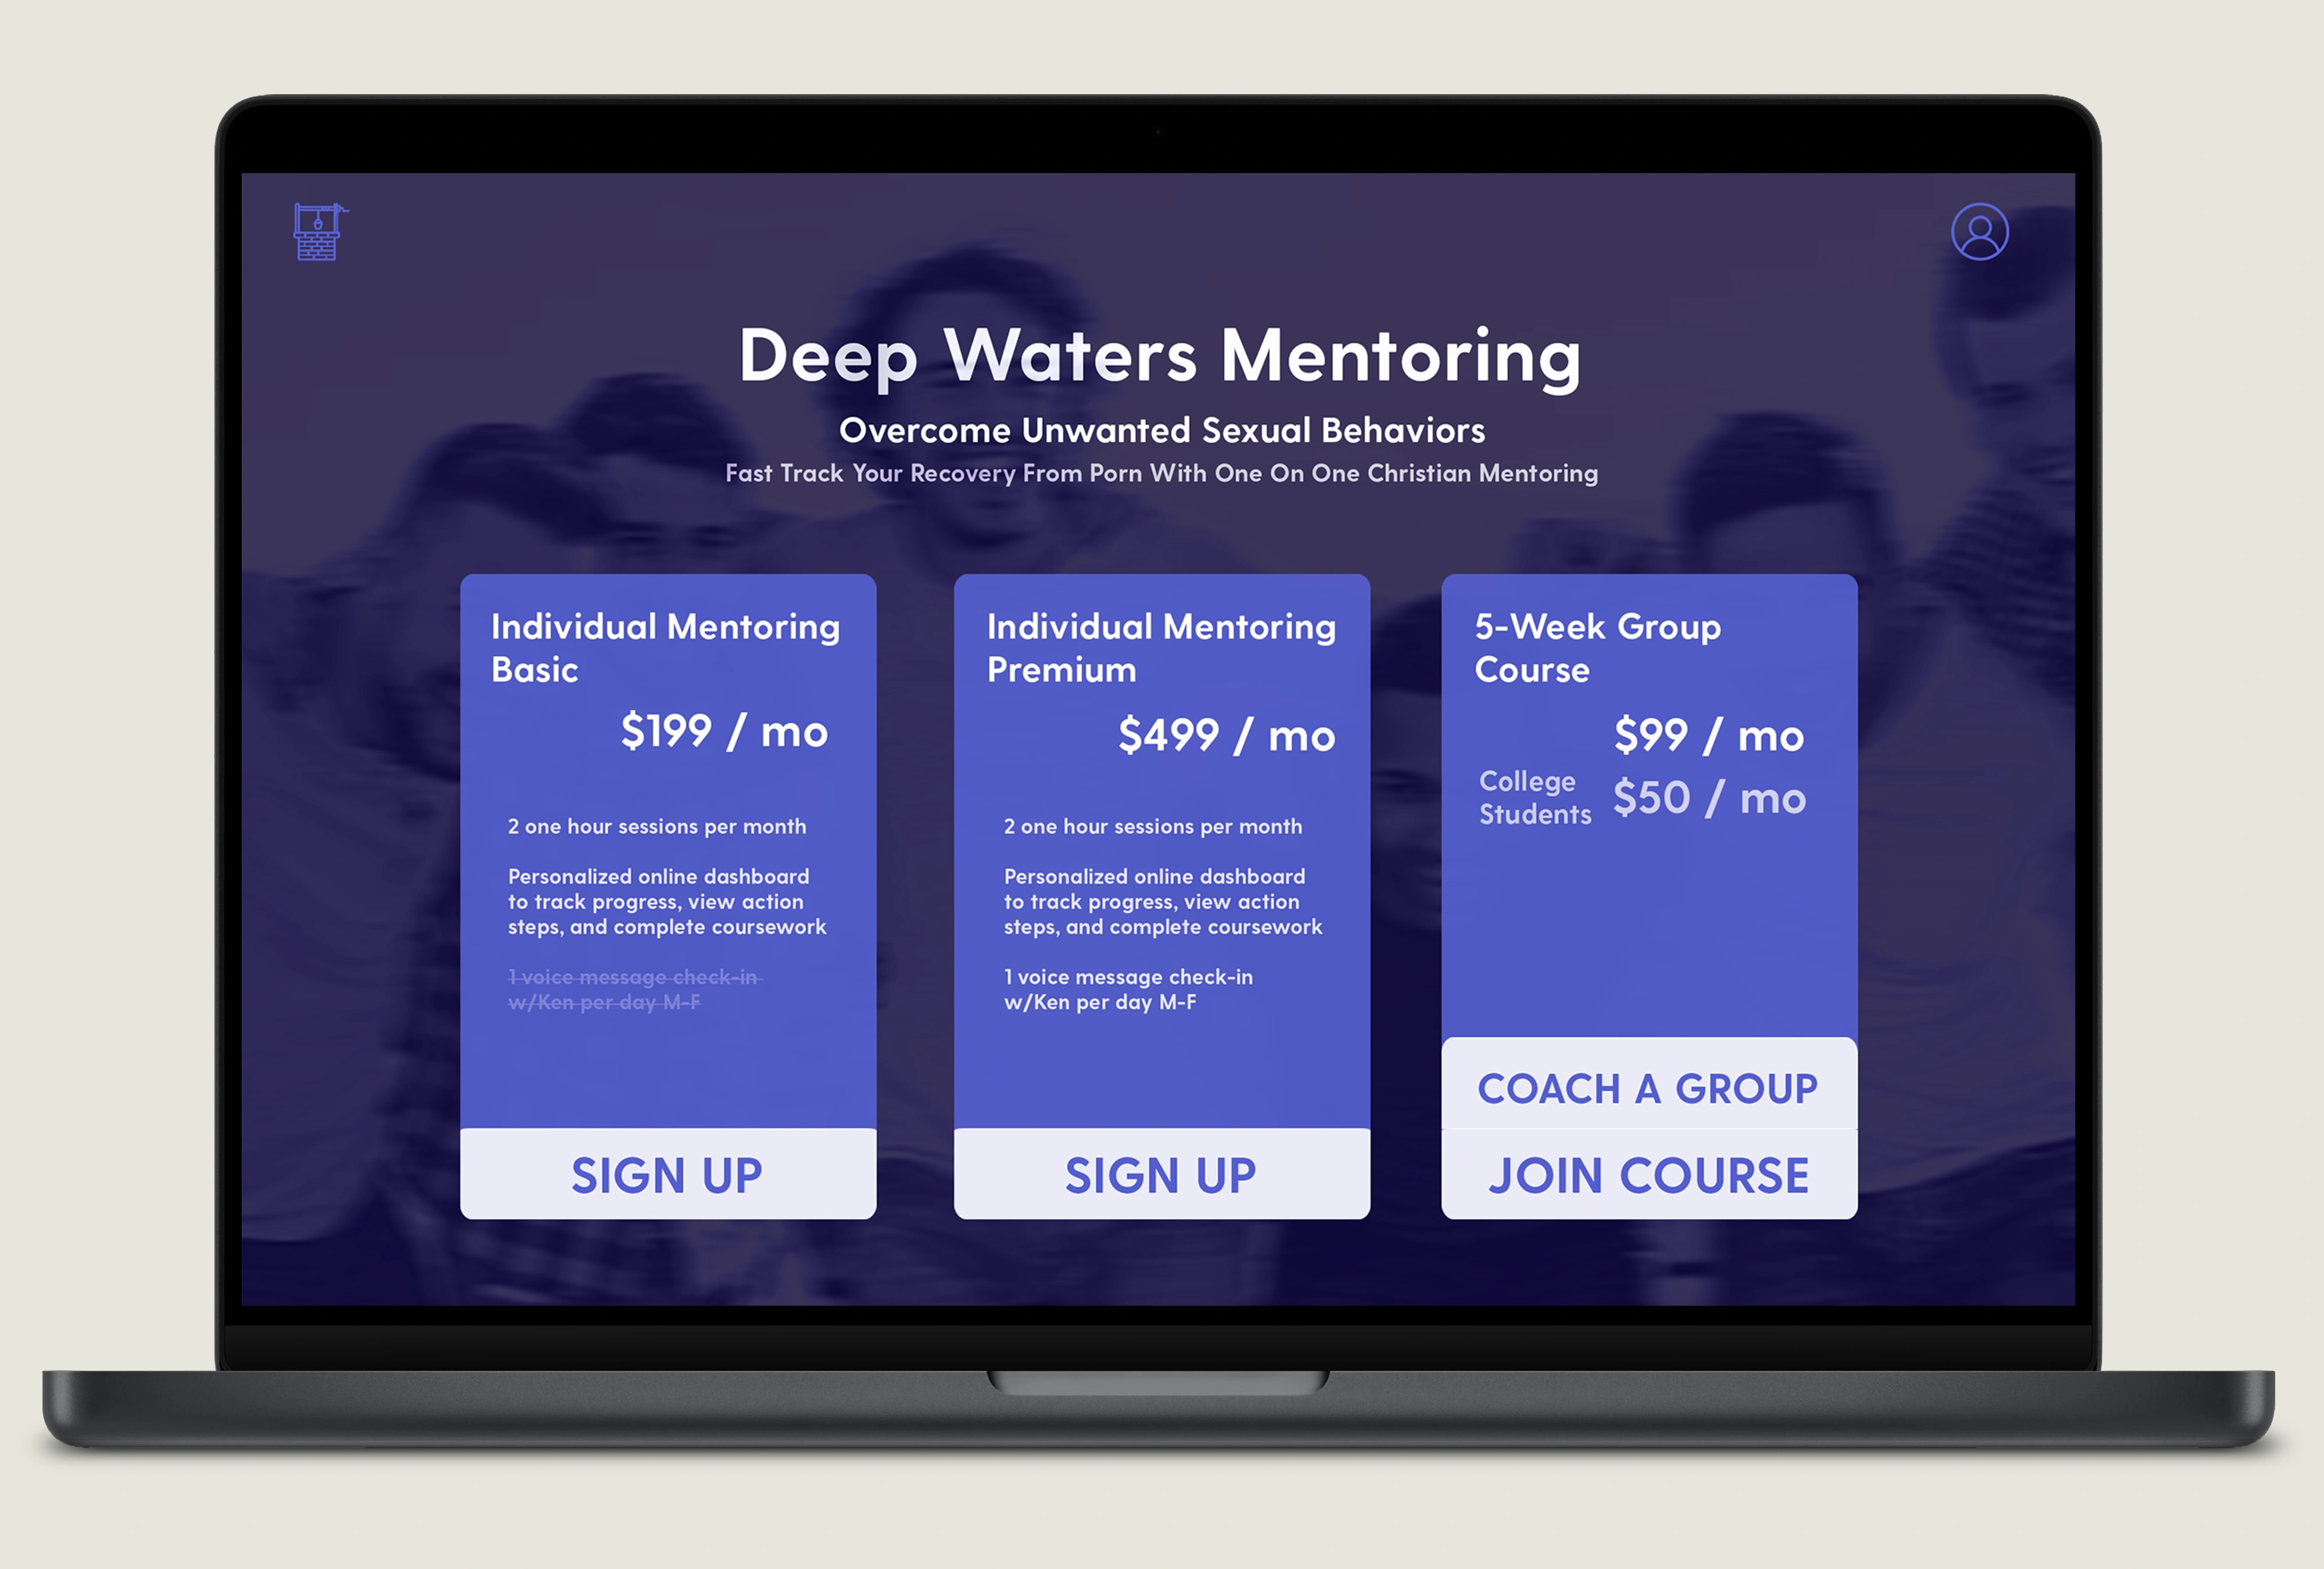 Deep Waters Mentoring
Overcome Unwanted Sexual Behaviors
Fast Track Your Recovery From Porn With One On One Christian Mentoring
Individual Mentoring
Basic
$199 / mo
2 one hour sessions per month
Personalized online dashboard
to track progress, view action
steps, and complete coursework
1 voice message check-in
w/Ken per day M-F
SIGN UP
Individual Mentoring
Premium
$499 / mo
2 one hour sessions per month
Personalized online dashboard
to track progress, view action
steps, and complete coursework
1 voice message check-in
w/Ken per day M-F
SIGN UP
5-Week Group
Course
$99 / mo
College
Students
$50 / mo
COACH A GROUP
JOIN COURSE